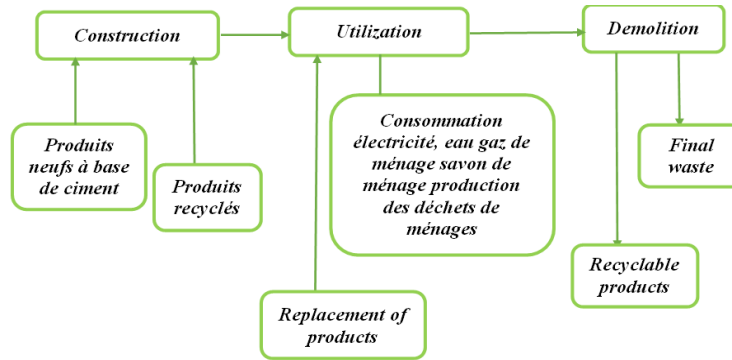 Construction
Utilization
Demolition
Produits
neufs à base
de ciment
Produits
recyclés
Consommation
électricité, eau gaz de
ménage savon de
ménage production
des déchets de
ménages
Final
waste
Recyclable
products
Replacement of
products